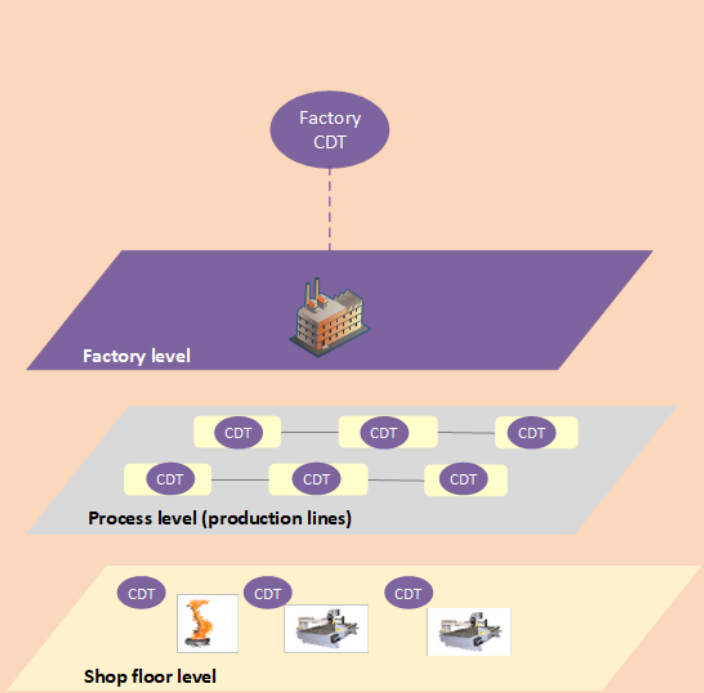 Factory
CDT
Factory level
CDT CDT CDT
CDT CDT CDT
Process level (production lines)
CDT CDT CDT
Shop floor level